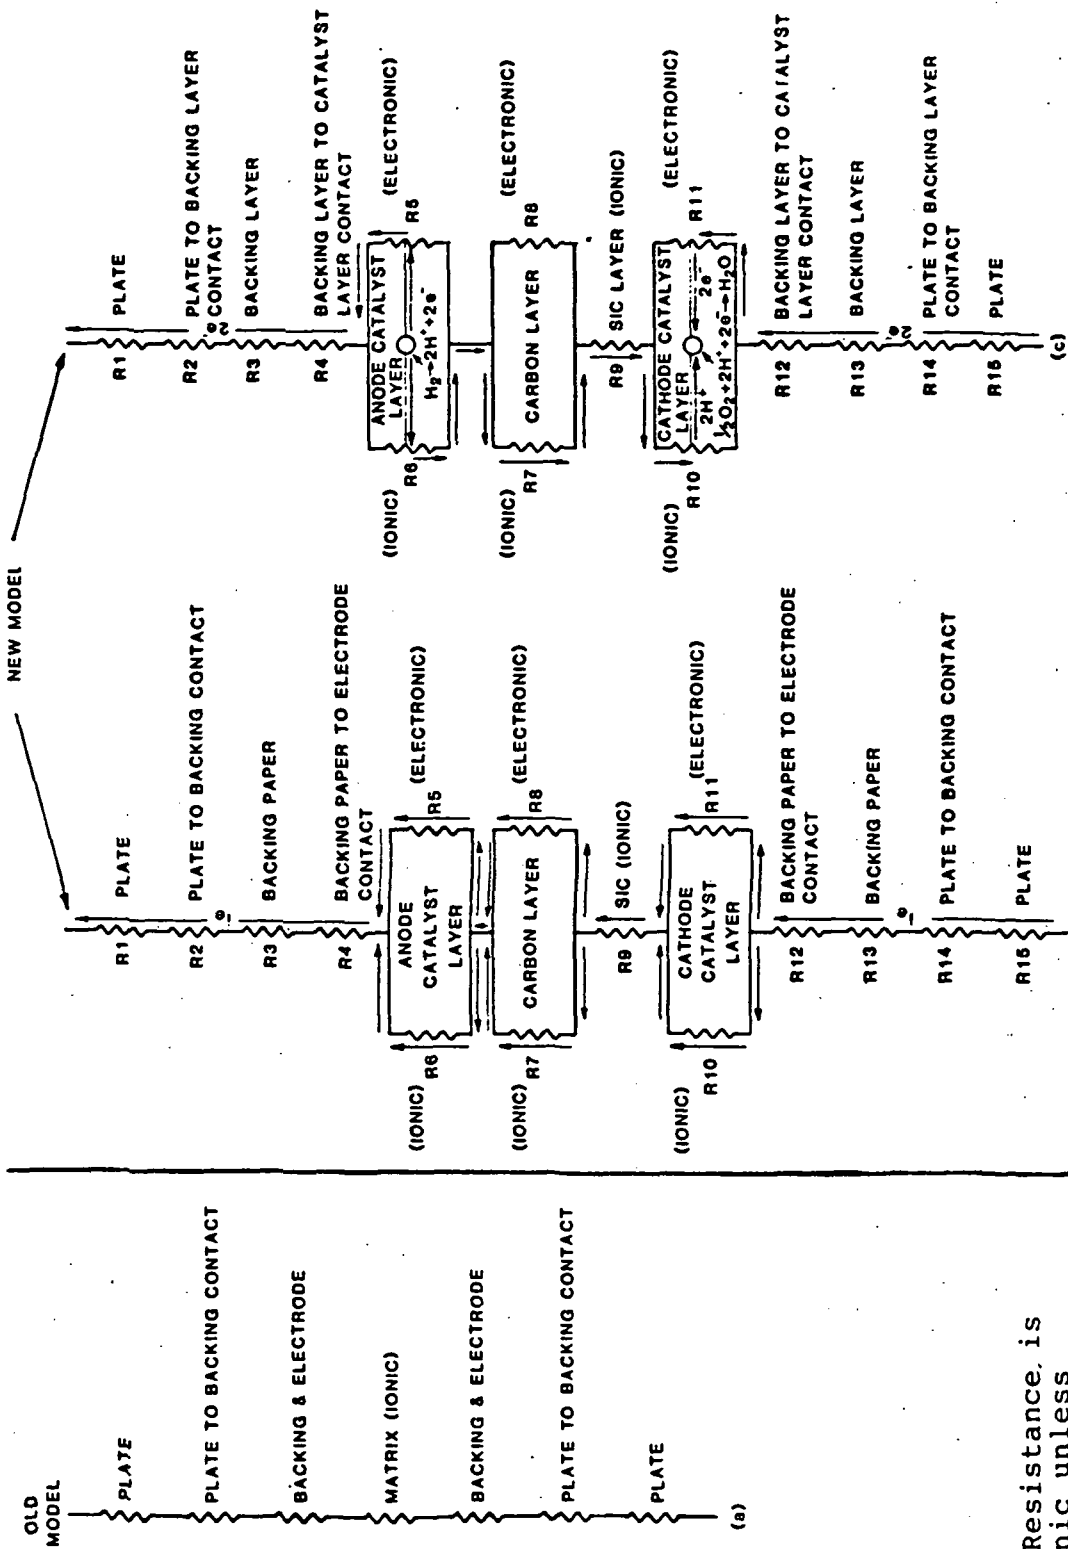 OLD
MODEL
PLATE
PLATE TO BACKING CONTACT
BACKING & ELECTRODE
MATRIX (IONIC)
BACKING & ELECTRODE
PLATE TO BACKING CONTACT
PLATE
(a)
Resistance is
nic unless
NEW MODEL
R1
PLATE
R2
PLATE TO BACKING CONTACT
R3
BACKING PAPER
R4
BACKING PAPER TO ELECTRODE
CONTACT
1e
(IONIC)
R6
ANODE
CATALYST
LAYER
R5
(ELECTRONIC)
(IONIC)
R7
CARBON LAYER
R8
(ELECTRONIC)
R9
SIC (IONIC)
(IONIC)
R10
CATHODE
CATALYST
LAYER
R11
(ELECTRONIC)
R12
BACKING PAPER TO ELECTRODE
CONTACT
R13
BACKING PAPER
1e
R14
PLATE TO BACKING CONTACT
R15
PLATE
R1
PLATE
R2
PLATE TO BACKING LAYER
CONTACT
2e
R3
BACKING LAYER
R4
BACKING LAYER TO CATALYST
LAYER CONTACT
(IONIC)
R6
ANODE CATALYST
LAYER
H₂→2H⁺+2e⁻
R5
(ELECTRONIC)
(IONIC)
R7
CARBON LAYER
R8
(ELECTRONIC)
R9
SIC LAYER (IONIC)
(IONIC)
R10
CATHODE CATALYST
LAYER
2H⁺
2e⁻
½O₂+2H⁺+2e⁻→H₂O
R11
(ELECTRONIC)
R12
BACKING LAYER TO CATALYST
LAYER CONTACT
R13
BACKING LAYER
2e
R14
PLATE TO BACKING LAYER
CONTACT
R15
PLATE
(c)